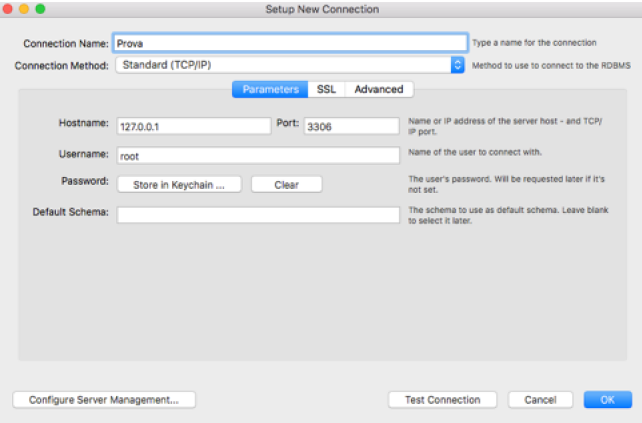 Setup New Connection
Connection Name: Prova Type a name for the connection
Connection Method: Standard (TCP/IP) Method to use to connect to the RDBMS
Parameters SSL Advanced
Hostname: 127.0.0.1 Port: 3306 Name or IP address of the server host - and TCP/
IP port.
Username: root Name of the user to connect with.
Password: Store in Keychain ... Clear The user's password. Will be requested later if it's
not set.
Default Schema: The schema to use as default schema. Leave blank
to select it later.
Configure Server Management... Test Connection Cancel OK